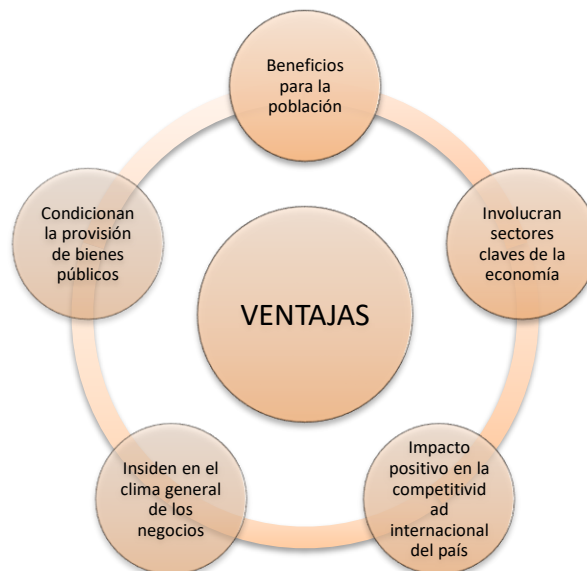 Beneficios
para la
población
Involucran
sectores
claves de la
economía
Impacto
positivo en la
competitivid
ad
internacional
del país
Insiden en el
clima general
de los
negocios
Condicionan
la provisión
de bienes
públicos
VENTAJAS